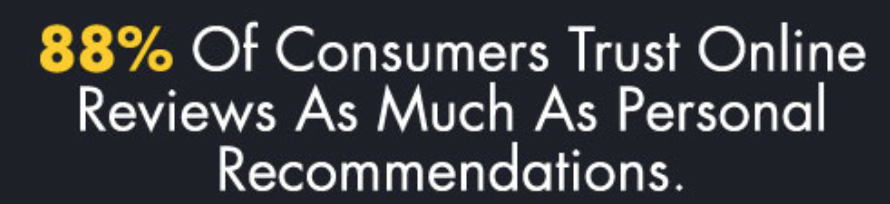 88% Of Consumers Trust Online
Reviews As Much As Personal
Recommendations.